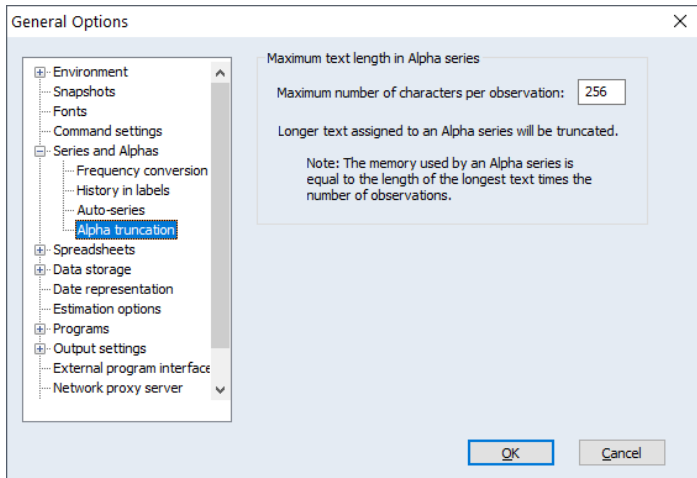 General Options
Environment
Snapshots
Fonts
Command settings
Series and Alphas
Frequency conversion
History in labels
Auto-series
Alpha truncation
Spreadsheets
Data storage
Date representation
Estimation options
Programs
Output settings
External program interface
Network proxy server
Maximum text length in Alpha series
Maximum number of characters per observation: 256
Longer text assigned to an Alpha series will be truncated.
Note: The memory used by an Alpha series is
equal to the length of the longest text times the
number of observations.
OK Cancel